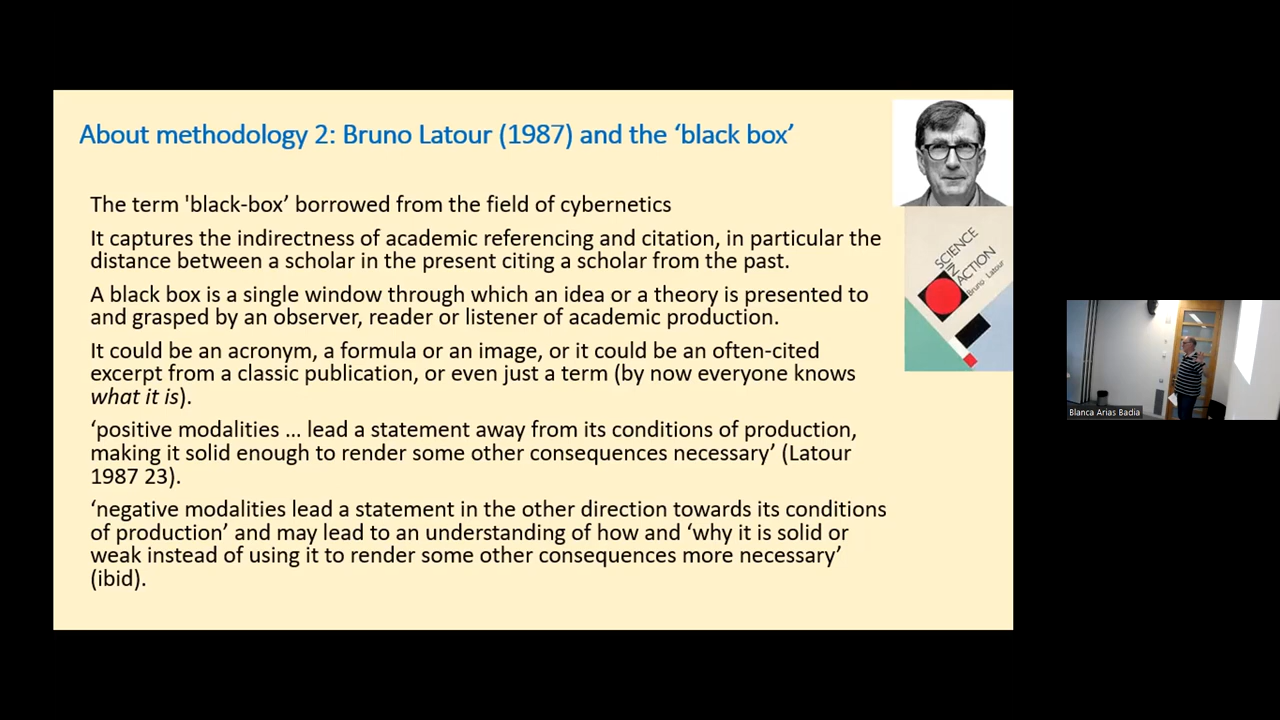 About methodology 2: Bruno Latour (1987) and the ‘black box’
The term 'black-box’ borrowed from the field of cybernetics
It captures the indirectness of academic referencing and citation, in particular the
distance between a scholar in the present citing a scholar from the past.
A black box is a single window through which an idea or a theory is presented to
and grasped by an observer, reader or listener of academic production.
It could be an acronym, a formula or an image, or it could be an often-cited
excerpt from a classic publication, or even just a term (by now everyone knows
what it is).
‘positive modalities … lead a statement away from its conditions of production,
making it solid enough to render some other consequences necessary’ (Latour
1987 23).
‘negative modalities lead a statement in the other direction towards its conditions
of production’ and may lead to an understanding of how and ‘why it is solid or
weak instead of using it to render some other consequences more necessary’
(ibid).
SCIENCE
IN
ACTION
Bruno Latour
Blanca Arias Badia